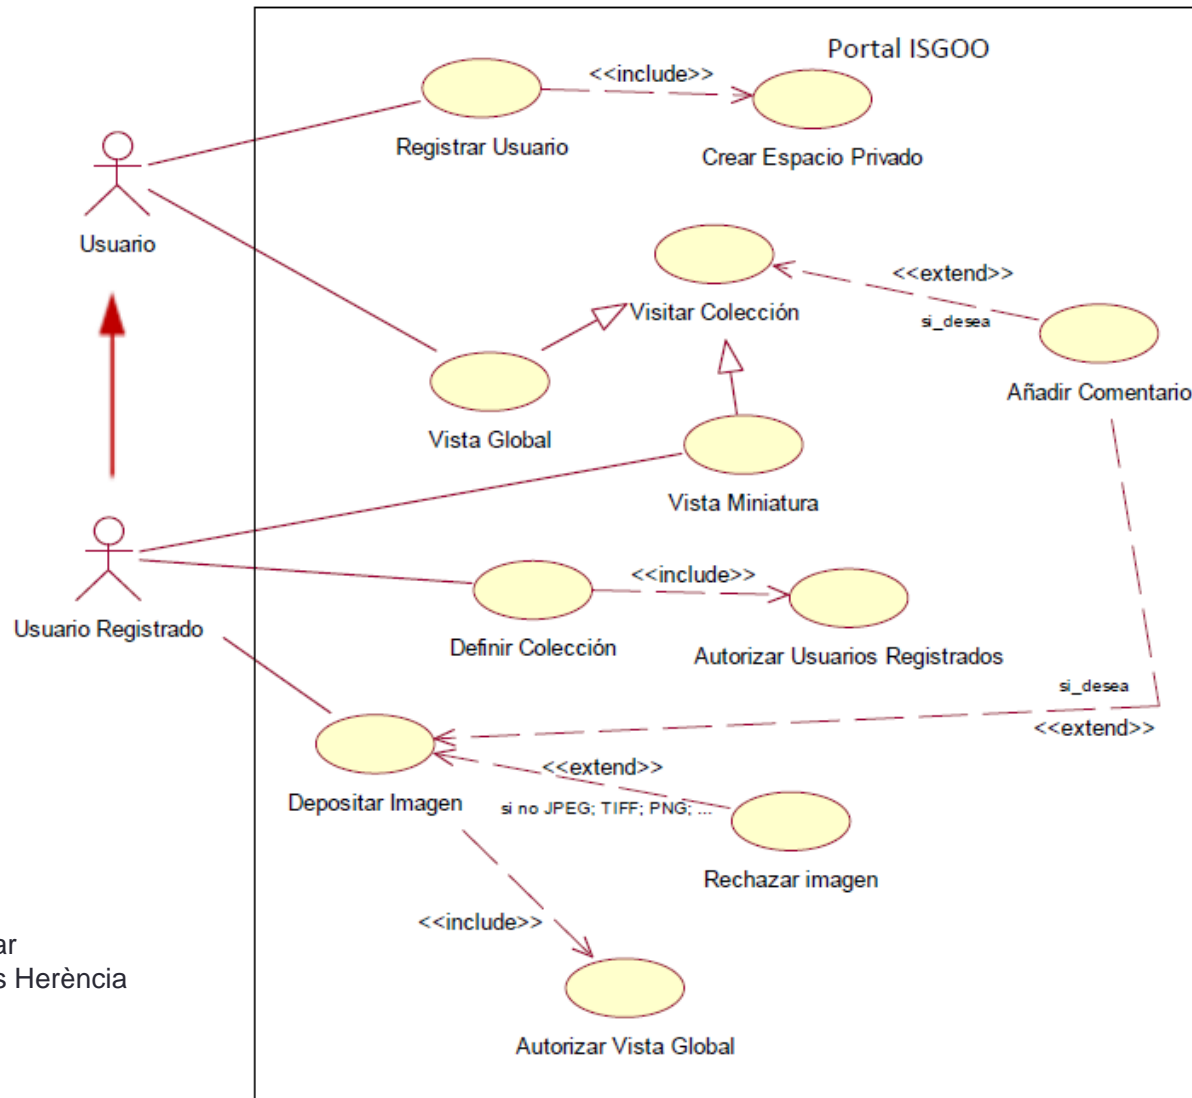 Portal ISGOO
<<include>>
Registrar Usuario
Crear Espacio Privado
Usuario
<<extend>>
Visitar Colección
si_desea
Añadir Comentario
Vista Global
Vista Miniatura
<<include>>
Usuario Registrado
Definir Colección
Autorizar Usuarios Registrados
si_desea
<<extend>>
<<extend>>
Depositar Imagen
si no JPEG; TIFF; PNG; ...
Rechazar imagen
<<include>>
ar
s Herència
Autorizar Vista Global